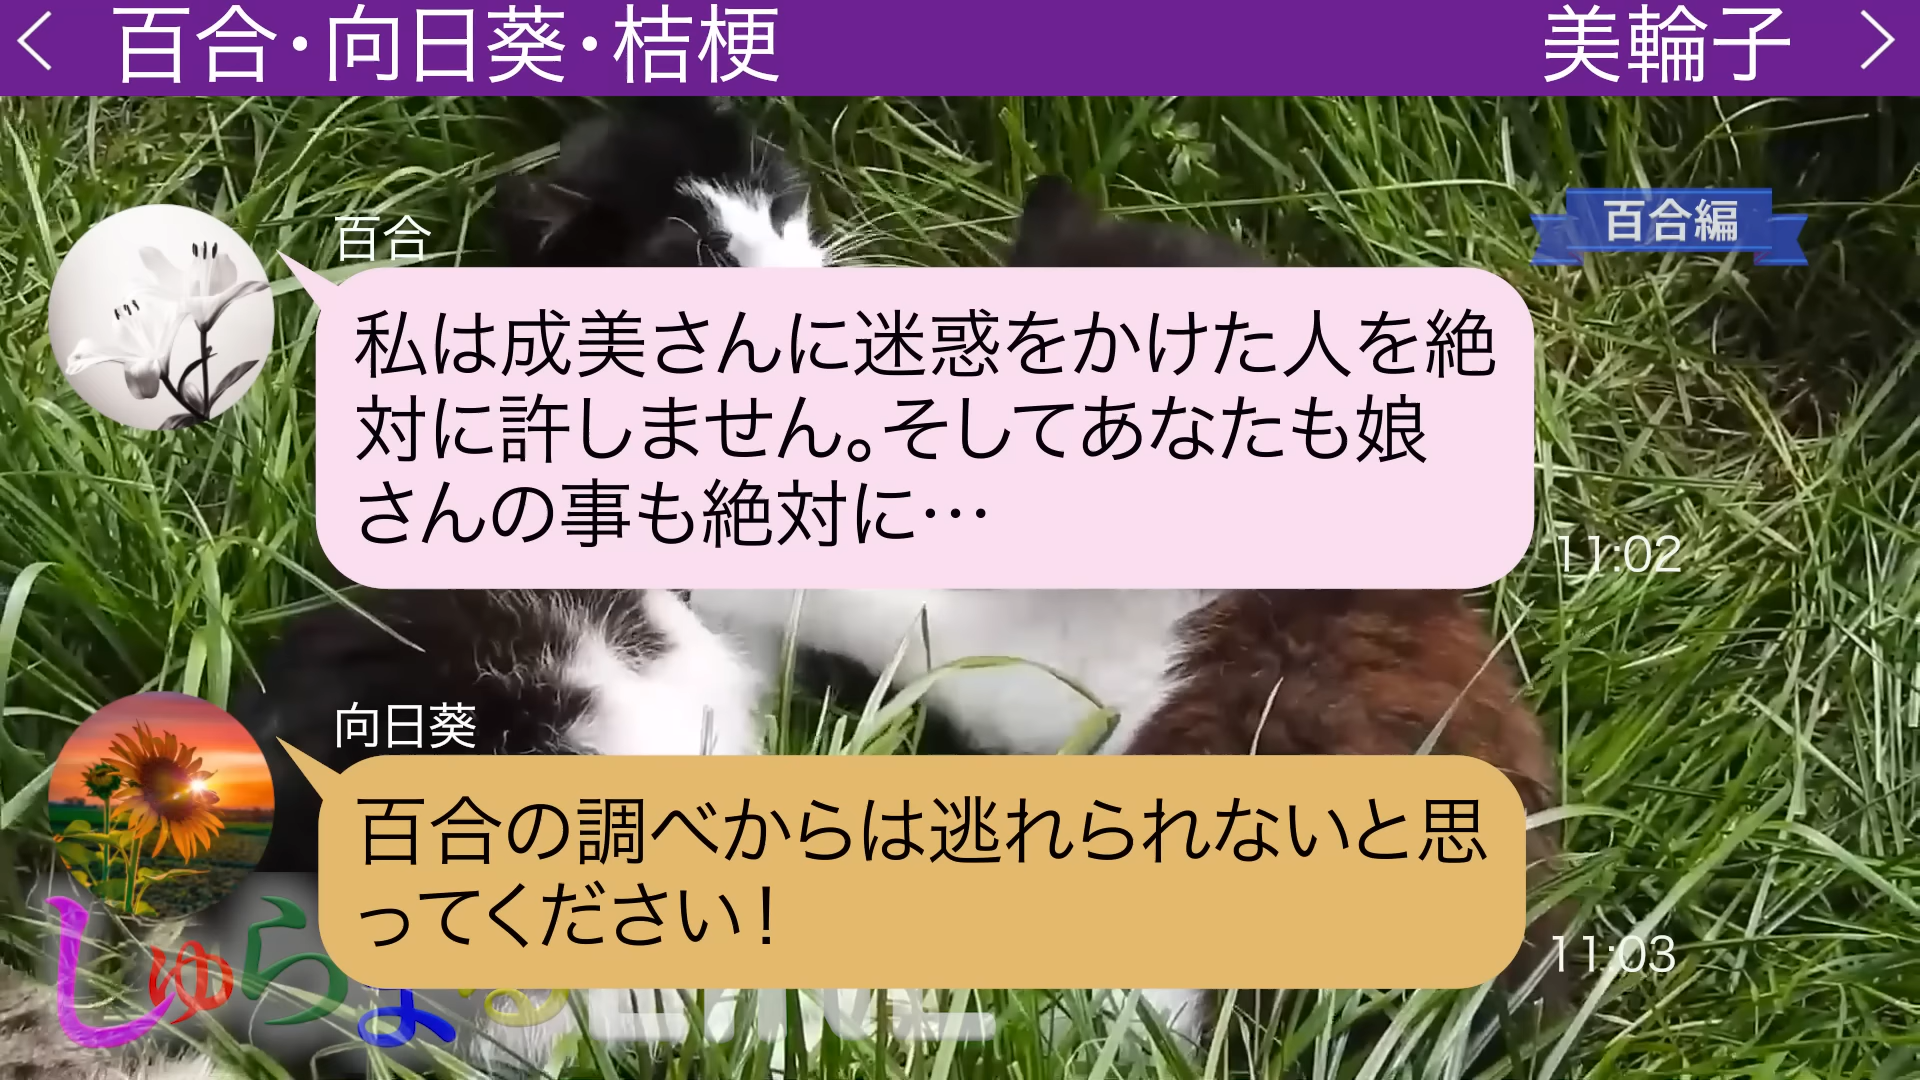 百合・向日葵・桔梗
美輪子
百合編
百合
私は成美さんに迷惑をかけた人を絶
対に許しません。そしてあなたも娘
さんの事も絶対に…
11:02
向日葵
百合の調べからは逃れられないと思
ってください！
11:03
しゅら